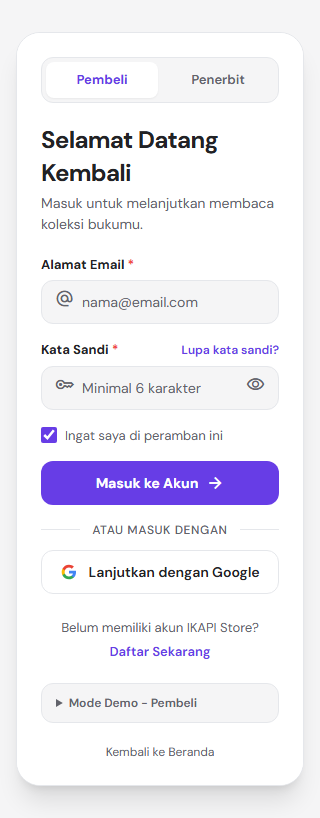 Pembeli Penerbit
Selamat Datang
Kembali
Masuk untuk melanjutkan membaca
koleksi bukumu.
Alamat Email *
nama@email.com
Kata Sandi * Lupa kata sandi?
Minimal 6 karakter
Ingat saya di peramban ini
Masuk ke Akun →
ATAU MASUK DENGAN
Lanjutkan dengan Google
Belum memiliki akun IKAPI Store?
Daftar Sekarang
Mode Demo - Pembeli
Kembali ke Beranda